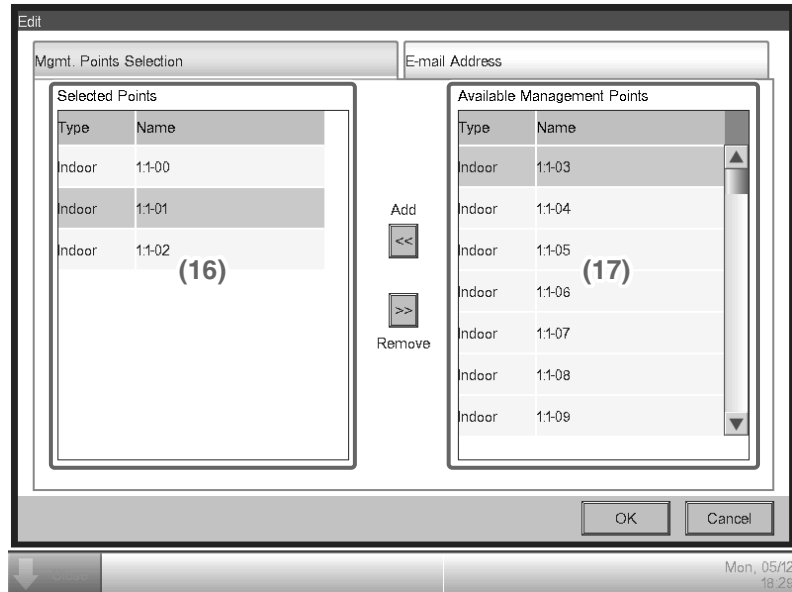 Edit
Mgmt. Points Selection
E-mail Address
Selected Points
Type Name
Indoor 1:1-00
Indoor 1:1-01
Indoor 1:1-02
(16)
Add
<<
>>
Remove
Available Management Points
Type Name
Indoor 1:1-03
Indoor 1:1-04
Indoor 1:1-05
(17)
Indoor 1:1-06
Indoor 1:1-07
Indoor 1:1-08
Indoor 1:1-09
OK
Cancel
Mon, 05/12
18:29